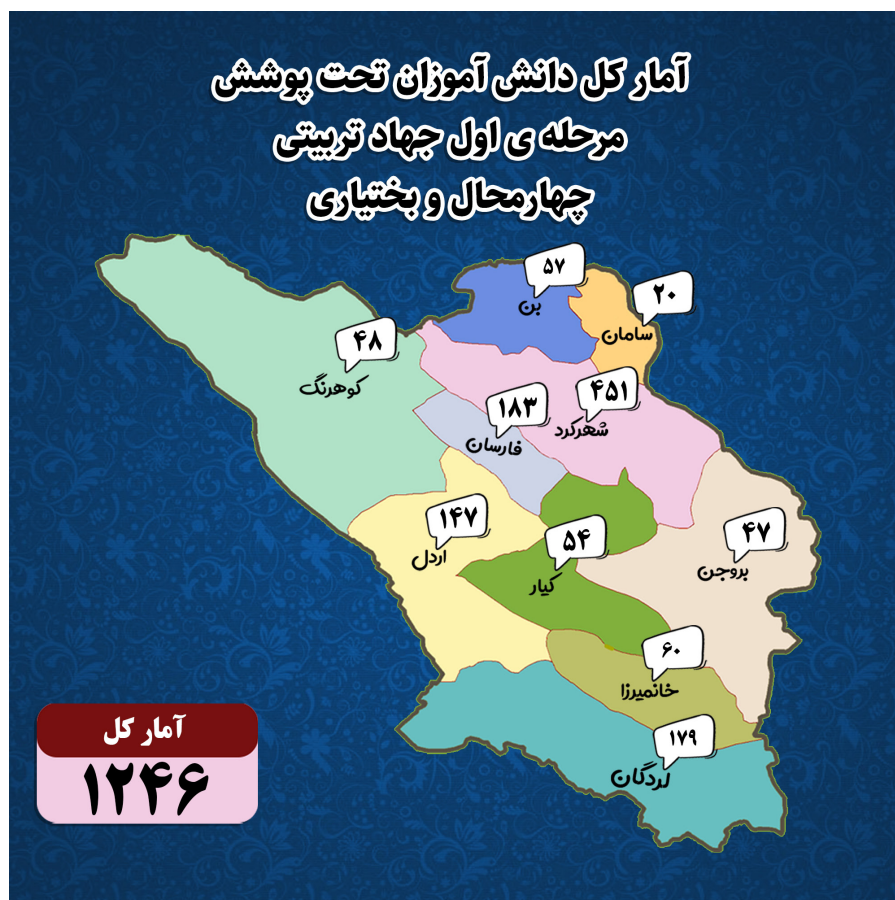 آمار کل دانش آموزان تحت پوشش
مرحله ی اول جهاد تربیتی
چهارمحال و بختیاری
۵۷
بن
۲۰
سامان
۴۸
کوهرنگ
۴۵۱
شهرکرد
۱۸۳
فارسان
۱۴۷
اردل
۵۴
کیار
۴۷
بروجن
۶۰
خانمیرزا
۱۷۹
لردگان
آمار کل
۱۲۴۶